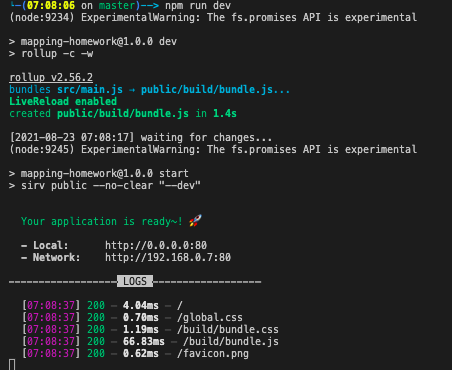 ╰─(07:08:06 on master)──> npm run dev
(node:9234) ExperimentalWarning: The fs.promises API is experimental
> mapping-homework@1.0.0 dev
> rollup -c -w
rollup v2.56.2
bundles src/main.js → public/build/bundle.js...
LiveReload enabled
created public/build/bundle.js in 1.4s
[2021-08-23 07:08:17] waiting for changes...
(node:9245) ExperimentalWarning: The fs.promises API is experimental
> mapping-homework@1.0.0 start
> sirv public --no-clear "--dev"
Your application is ready~! 🚀
- Local: http://0.0.0.0:80
- Network: http://192.168.0.7:80
────────────────── LOGS ──────────────────
[07:08:37] 200 ─ 4.04ms ─ /
[07:08:37] 200 ─ 0.70ms ─ /global.css
[07:08:37] 200 ─ 1.19ms ─ /build/bundle.css
[07:08:37] 200 ─ 66.83ms ─ /build/bundle.js
[07:08:37] 200 ─ 0.62ms ─ /favicon.png